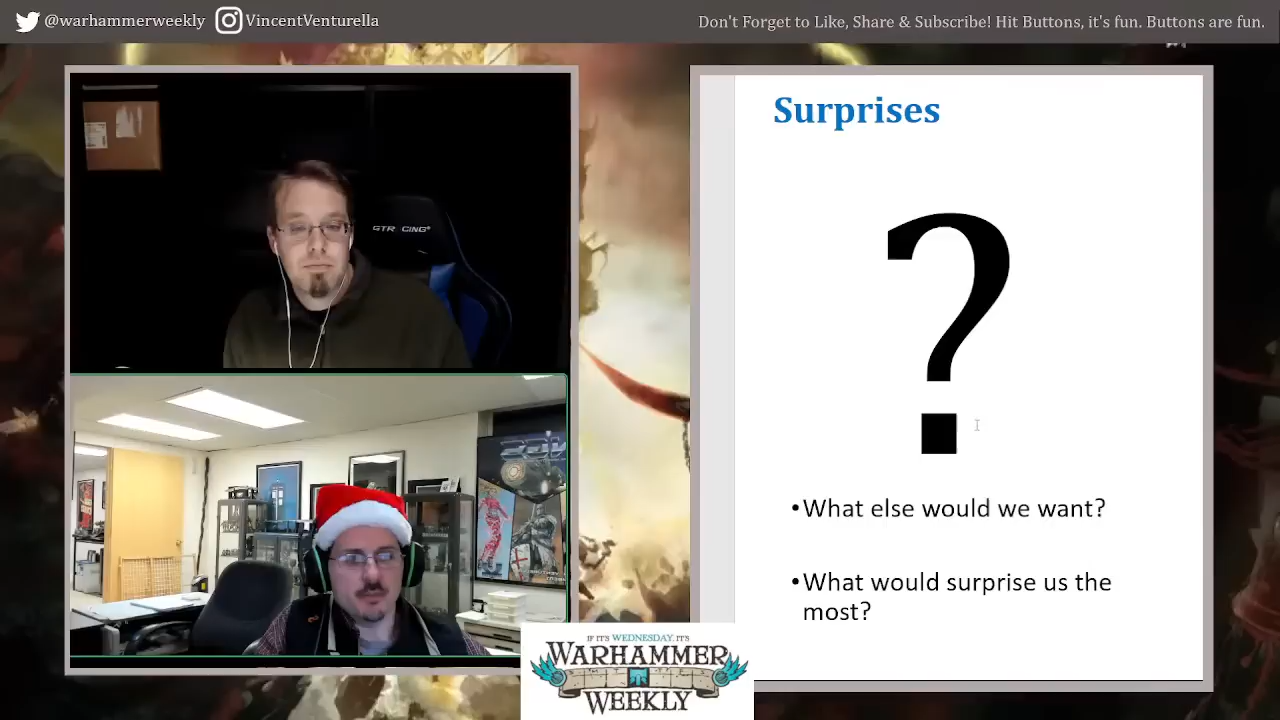 @warhammerweekly VincentVenturella
Don't Forget to Like, Share & Subscribe! Hit Buttons, it's fun. Buttons are fun.
GTR CING®
Surprises
?
•What else would we want?
•What would surprise us the
most?
IF IT'S WEDNESDAY, IT'S
WARHAMMER
WEEKLY